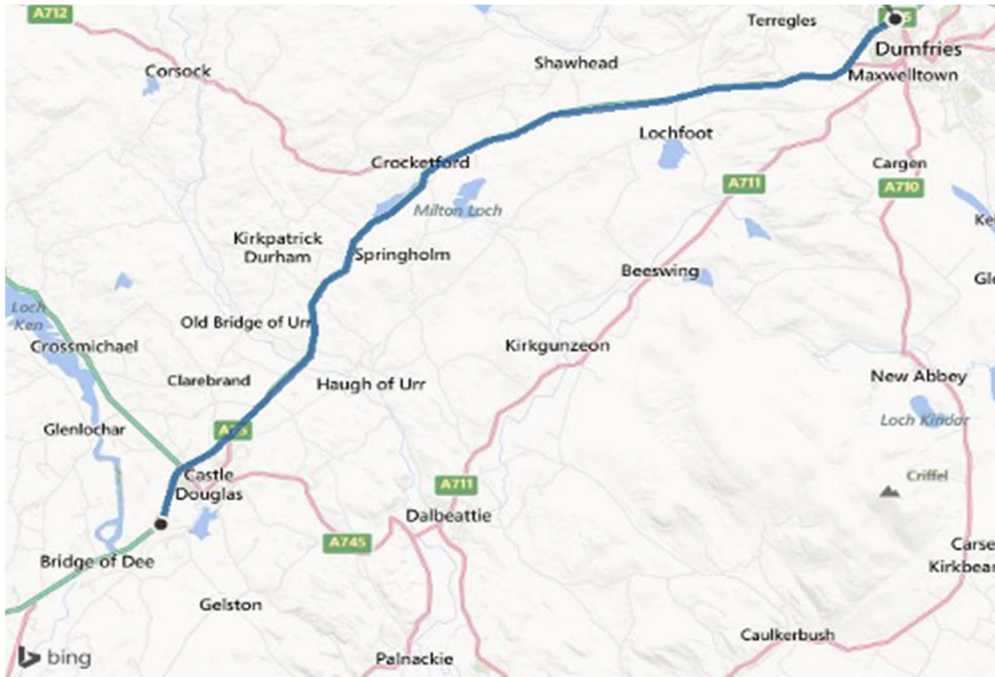 A712
Terregles
Dumfries
Corsock
Shawhead
Maxwelltown
Lochfoot
Crocketford
Cargen
A711
A710
Milton Loch
Kirkpatrick
Durham
Springholm
Beeswing
Loch
Ken
Old Bridge of Urr
Crossmichael
Kirkgunzeon
Clarebrand
Haugh of Urr
New Abbey
Loch Kindar
Glenlochar
A75
Castle
Douglas
Criffel
A711
Dalbeattie
A745
Carse
Kirkbean
Bridge of Dee
Gelston
Caulkerbush
bing
Palnackie